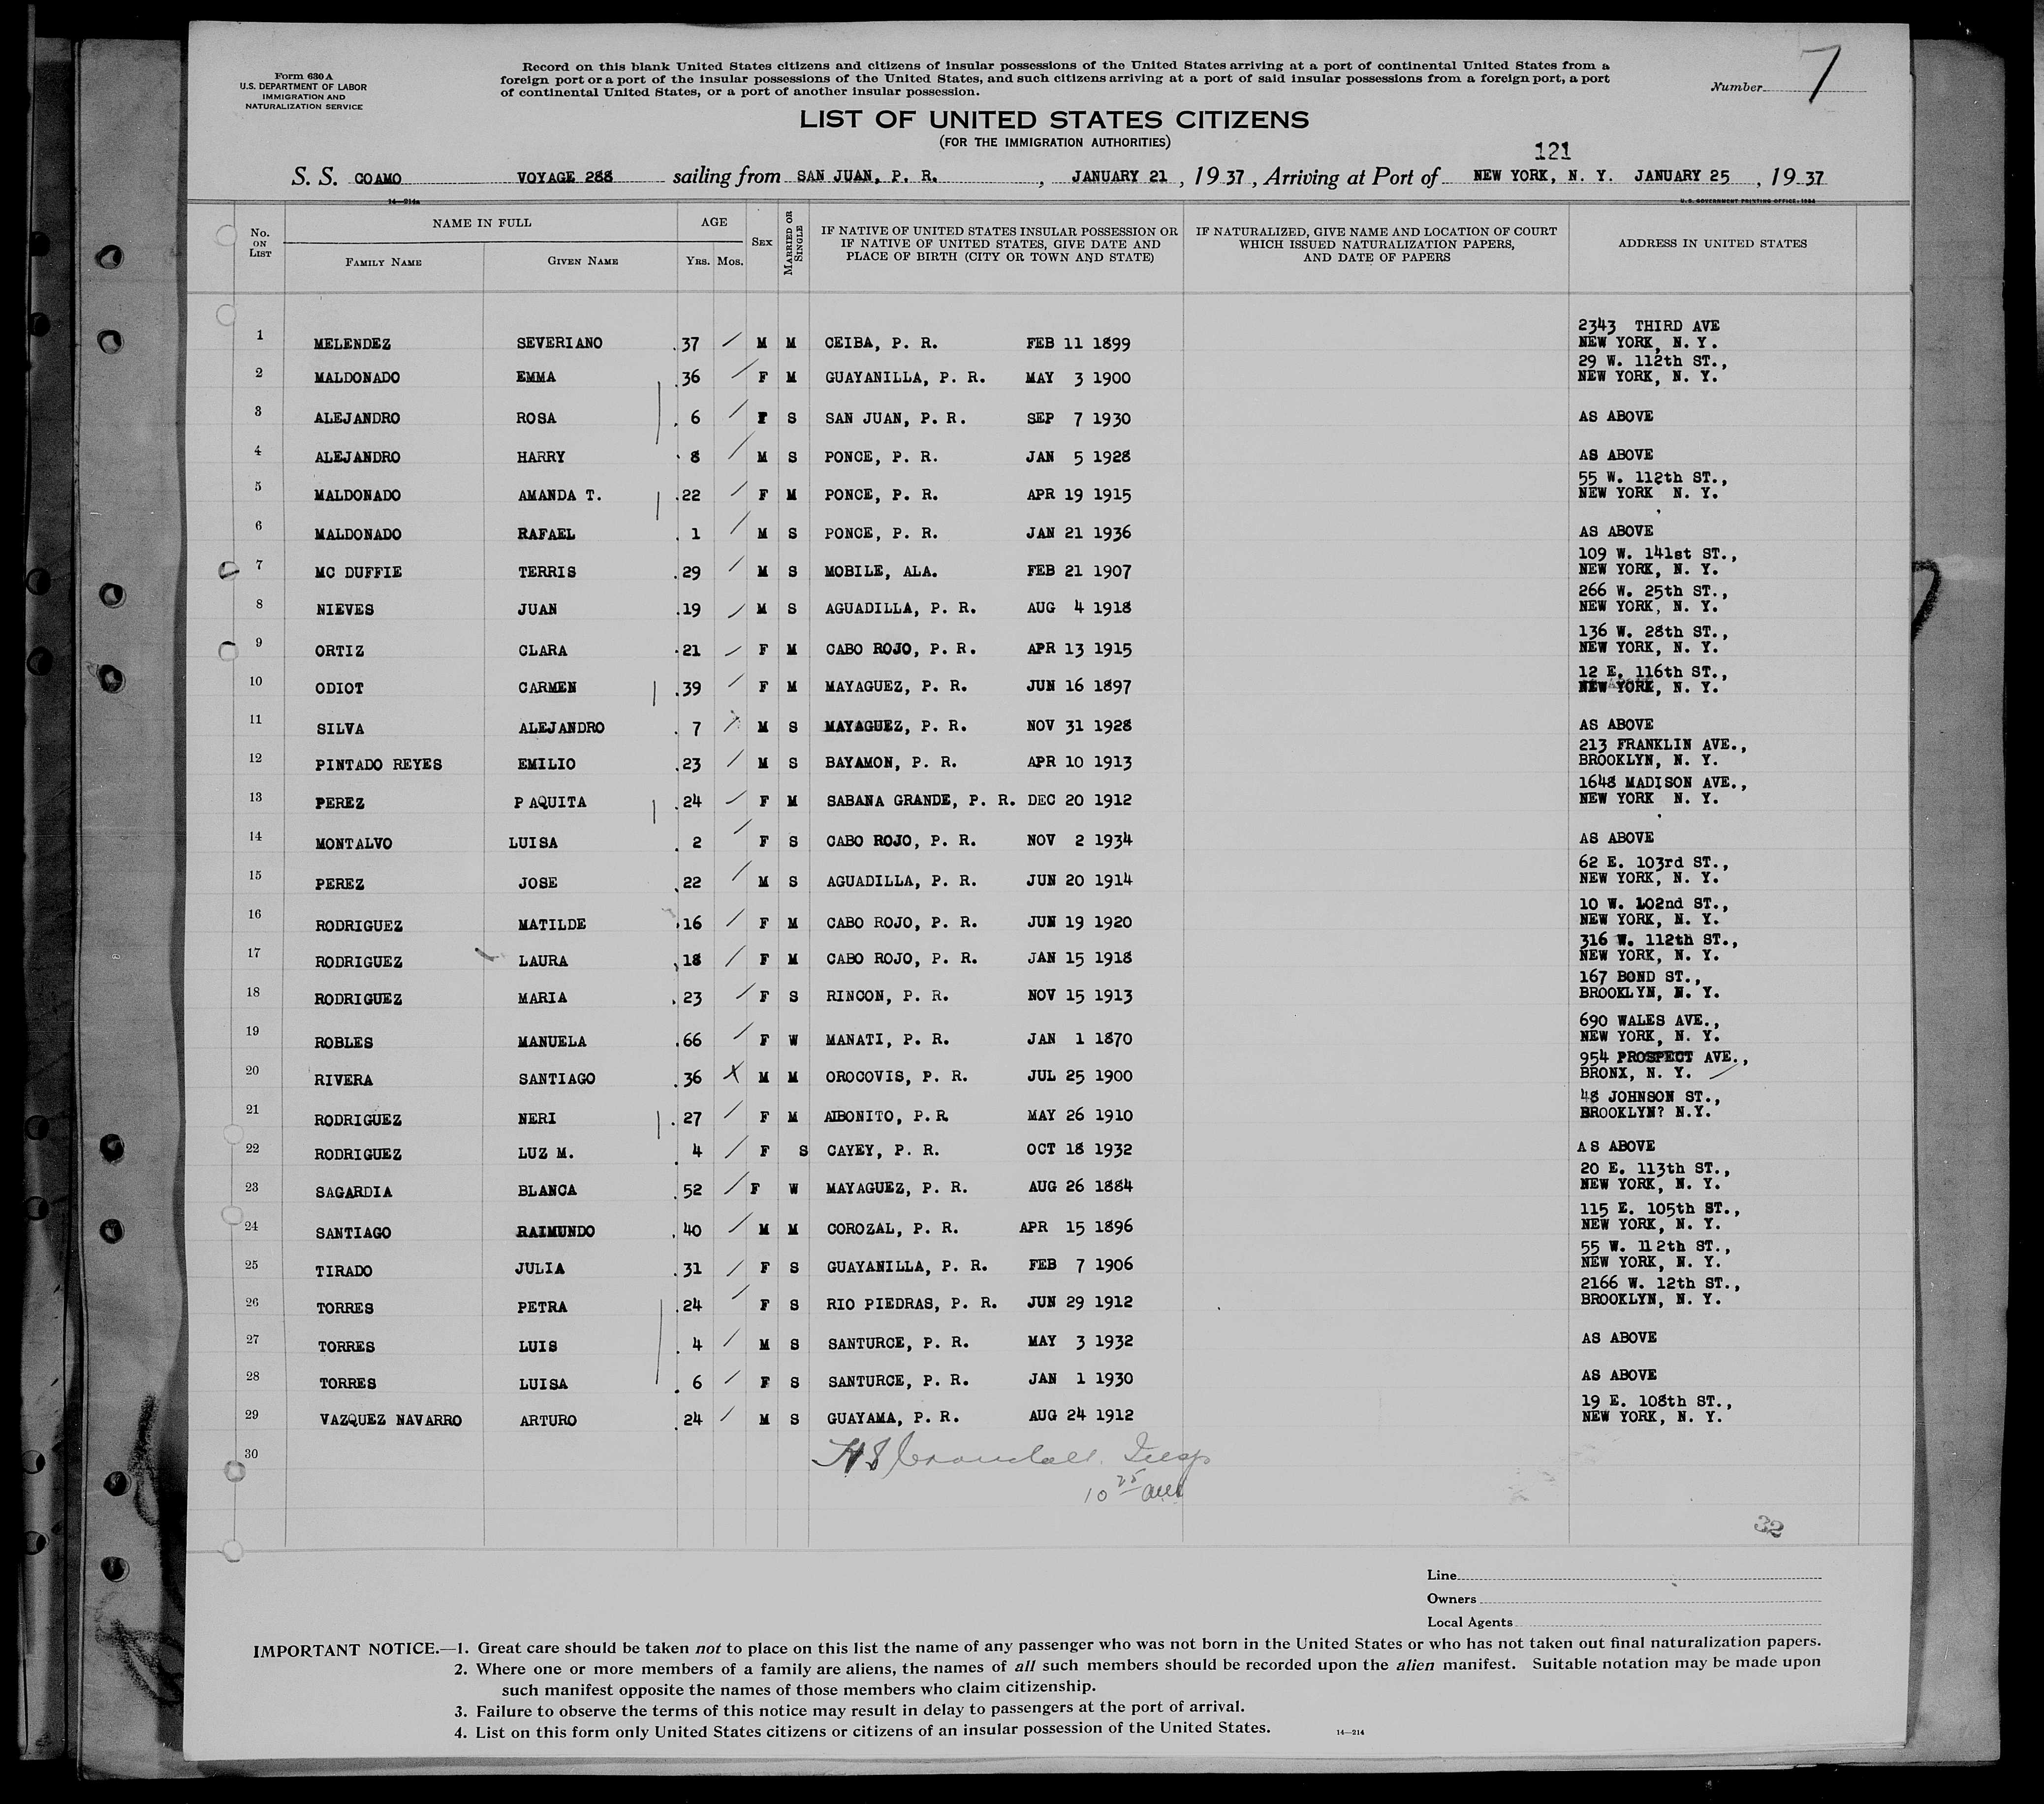 Form 630 A
U.S. DEPARTMENT OF LABOR
IMMIGRATION AND
NATURALIZATION SERVICE
Record on this blank United States citizens and citizens of insular possessions of the United States arriving at a port of continental United States from a
foreign port or a port of the insular possessions of the United States, and such citizens arriving at a port of said insular possessions from a foreign port, a port
of continental United States, or a port of another insular possession.
Number 7
LIST OF UNITED STATES CITIZENS
(FOR THE IMMIGRATION AUTHORITIES)
121
S. S. COAMO VOYAGE 288 sailing from SAN JUAN, P. R. , JANUARY 21 , 19 37 , Arriving at Port of NEW YORK, N. Y. JANUARY 25 , 19 37
14—214a U.S. GOVERNMENT PRINTING OFFICE: 1934
No. ON LIST NAME IN FULL FAMILY NAME GIVEN NAME AGE YRS. MOS. SEX MARRIED OR SINGLE IF NATIVE OF UNITED STATES INSULAR POSSESSION OR IF NATIVE OF UNITED STATES, GIVE DATE AND PLACE OF BIRTH (CITY OR TOWN AND STATE) IF NATURALIZED, GIVE NAME AND LOCATION OF COURT WHICH ISSUED NATURALIZATION PAPERS, AND DATE OF PAPERS ADDRESS IN UNITED STATES
1 MELENDEZ SEVERIANO 37 M M CEIBA, P. R. FEB 11 1899 2343 THIRD AVE NEW YORK, N. Y.
2 MALDONADO EMMA 36 F M GUAYANILLA, P. R. MAY 3 1900 29 W. 112th ST., NEW YORK, N. Y.
3 ALEJANDRO ROSA 6 F S SAN JUAN, P. R. SEP 7 1930 AS ABOVE
4 ALEJANDRO HARRY 8 M S PONCE, P. R. JAN 5 1928 AS ABOVE
5 MALDONADO AMANDA T. 22 F M PONCE, P. R. APR 19 1915 55 W. 112th ST., NEW YORK, N. Y.
6 MALDONADO RAFAEL 1 M S PONCE, P. R. JAN 21 1936 AS ABOVE
7 MC DUFFIE TERRIS 29 M S MOBILE, ALA. FEB 21 1907 109 W. 141st ST., NEW YORK, N. Y.
8 NIEVES JUAN 19 M S AGUADILLA, P. R. AUG 4 1918 266 W. 25th ST., NEW YORK, N. Y.
9 ORTIZ CLARA 21 F M CABO ROJO, P. R. APR 13 1915 136 W. 28th ST., NEW YORK, N. Y.
10 ODIOT CARMEN 39 F M MAYAGUEZ, P. R. JUN 16 1897 12 E. 116th ST., NEW YORK, N. Y.
11 SILVA ALEJANDRO 7 M S MAYAGUEZ, P. R. NOV 31 1928 AS ABOVE
12 PINTADO REYES EMILIO 23 M S BAYAMON, P. R. APR 10 1913 213 FRANKLIN AVE., BROOKLYN, N. Y.
13 PEREZ P AQUITA 24 F M SABANA GRANDE, P. R. DEC 20 1912 1648 MADISON AVE., NEW YORK, N. Y.
14 MONTALVO LUISA 2 F S CABO ROJO, P. R. NOV 2 1934 AS ABOVE
15 PEREZ JOSE 22 M S AGUADILLA, P. R. JUN 20 1914 62 E. 103rd ST., NEW YORK, N. Y.
16 RODRIGUEZ MATILDE 16 F M CABO ROJO, P. R. JUN 19 1920 10 W. 102nd ST., NEW YORK, N. Y.
17 RODRIGUEZ LAURA 18 F M CABO ROJO, P. R. JAN 15 1918 316 W. 112th ST., NEW YORK, N. Y.
18 RODRIGUEZ MARIA 23 F S RINCON, P. R. NOV 15 1913 167 BOND ST., BROOKLYN, N. Y.
19 ROBLES MANUELA 66 F W MANATI, P. R. JAN 1 1870 690 WALES AVE., NEW YORK, N. Y.
20 RIVERA SANTIAGO 36 X M M OROCOVIS, P. R. JUL 25 1900 954 PROSPECT AVE., BRONX, N. Y.
21 RODRIGUEZ NERI 27 F M AIBONITO, P.R. MAY 26 1910 48 JOHNSON ST., BROOKLYN? N.Y.
22 RODRIGUEZ LUZ M. 4 F S CAYEY, P. R. OCT 18 1932 AS ABOVE
23 SAGARDIA BLANCA 52 F W MAYAGUEZ, P. R. AUG 26 1884 20 E. 113th ST., NEW YORK, N. Y.
24 SANTIAGO RAIMUNDO 40 M M COROZAL, P. R. APR 15 1896 115 E. 105th ST., NEW YORK, N. Y.
25 TIRADO JULIA 31 F S GUAYANILLA, P. R. FEB 7 1906 55 W. 112th ST., NEW YORK, N. Y.
26 TORRES PETRA 24 F S RIO PIEDRAS, P. R. JUN 29 1912 2166 W. 12th ST., BROOKLYN, N. Y.
27 TORRES LUIS 4 M S SANTURCE, P. R. MAY 3 1932 AS ABOVE
28 TORRES LUISA 6 F S SANTURCE, P. R. JAN 1 1930 AS ABOVE
29 VAZQUEZ NAVARRO ARTURO 24 M S GUAYAMA, P. R. AUG 24 1912 19 E. 108th ST., NEW YORK, N. Y.
30
Insp
10 25 am
32
Line
Owners
Local Agents
IMPORTANT NOTICE.—1. Great care should be taken not to place on this list the name of any passenger who was not born in the United States or who has not taken out final naturalization papers.
2. Where one or more members of a family are aliens, the names of all such members should be recorded upon the alien manifest. Suitable notation may be made upon
such manifest opposite the names of those members who claim citizenship.
3. Failure to observe the terms of this notice may result in delay to passengers at the port of arrival.
4. List on this form only United States citizens or citizens of an insular possession of the United States.
14—214